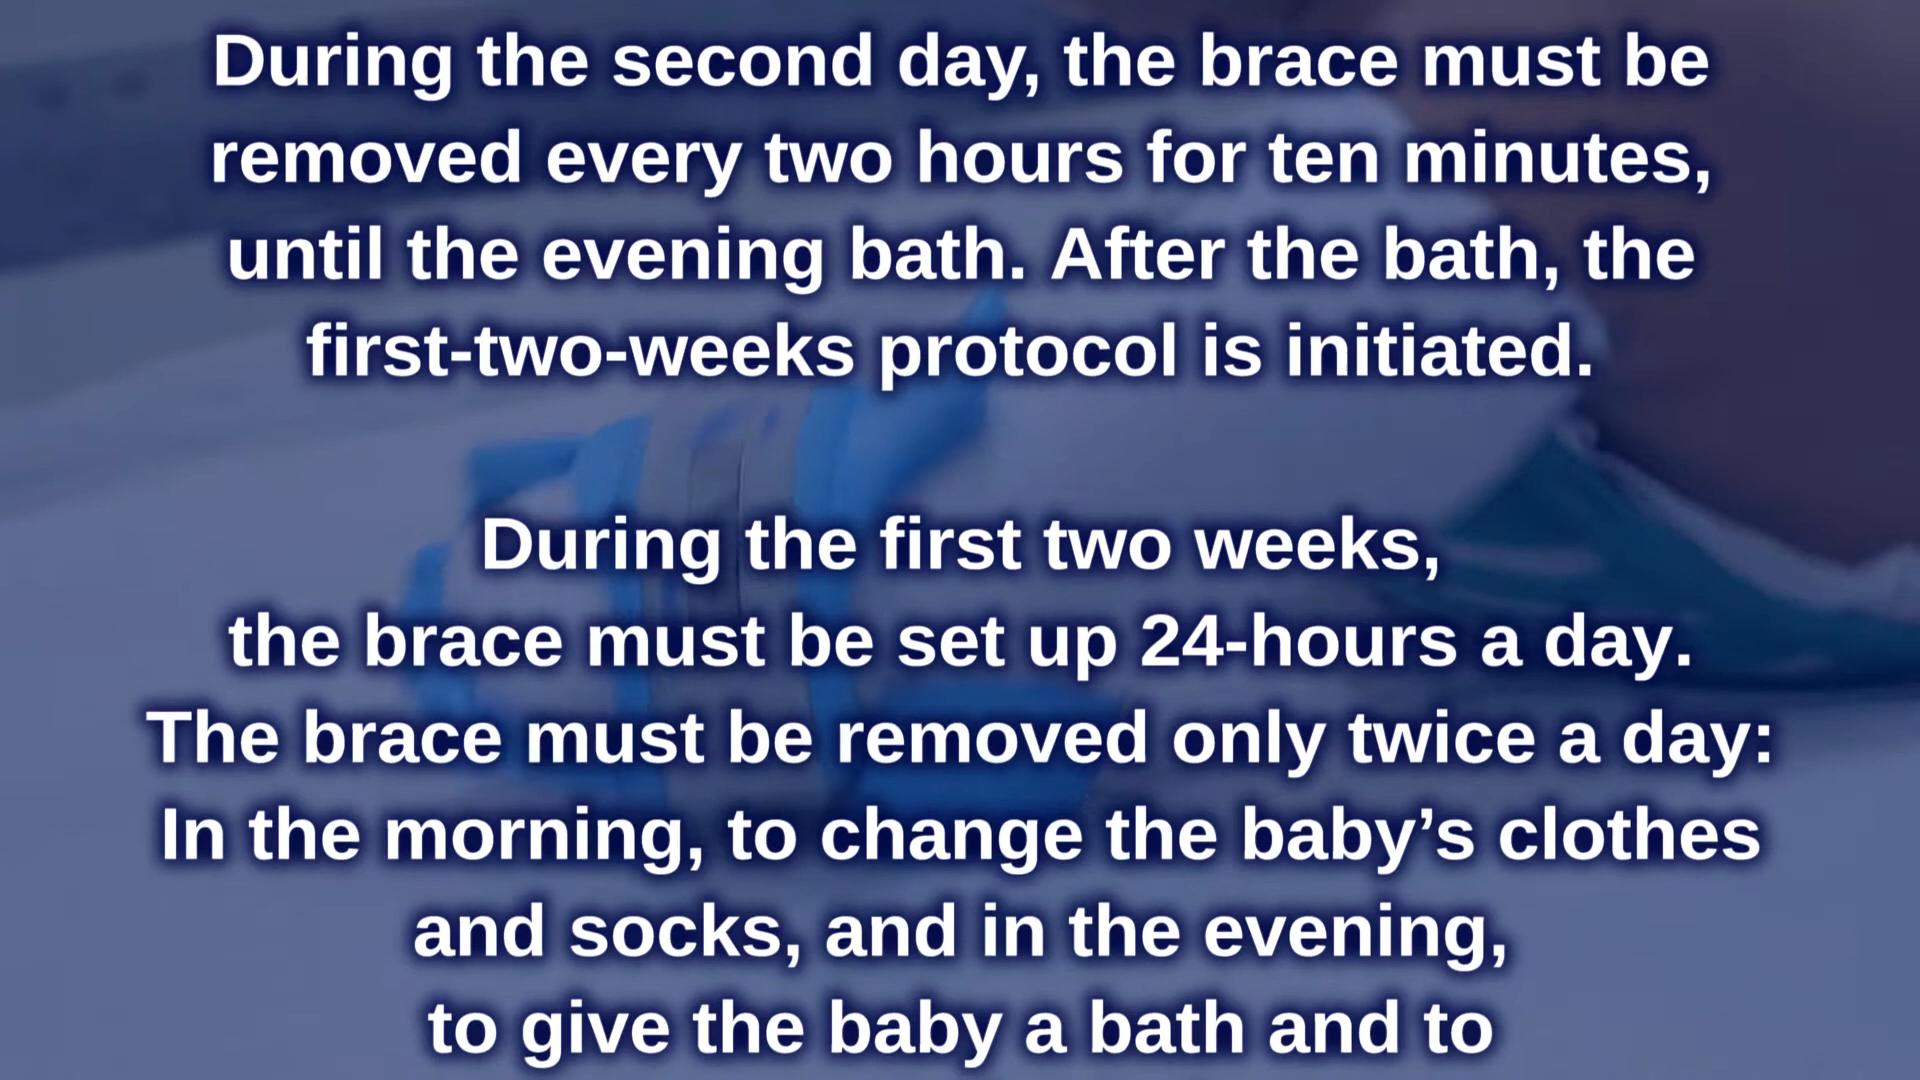 During the second day, the brace must be
removed every two hours for ten minutes,
until the evening bath. After the bath, the
first-two-weeks protocol is initiated.
During the first two weeks,
the brace must be set up 24-hours a day.
The brace must be removed only twice a day:
In the morning, to change the baby’s clothes
and socks, and in the evening,
to give the baby a bath and to